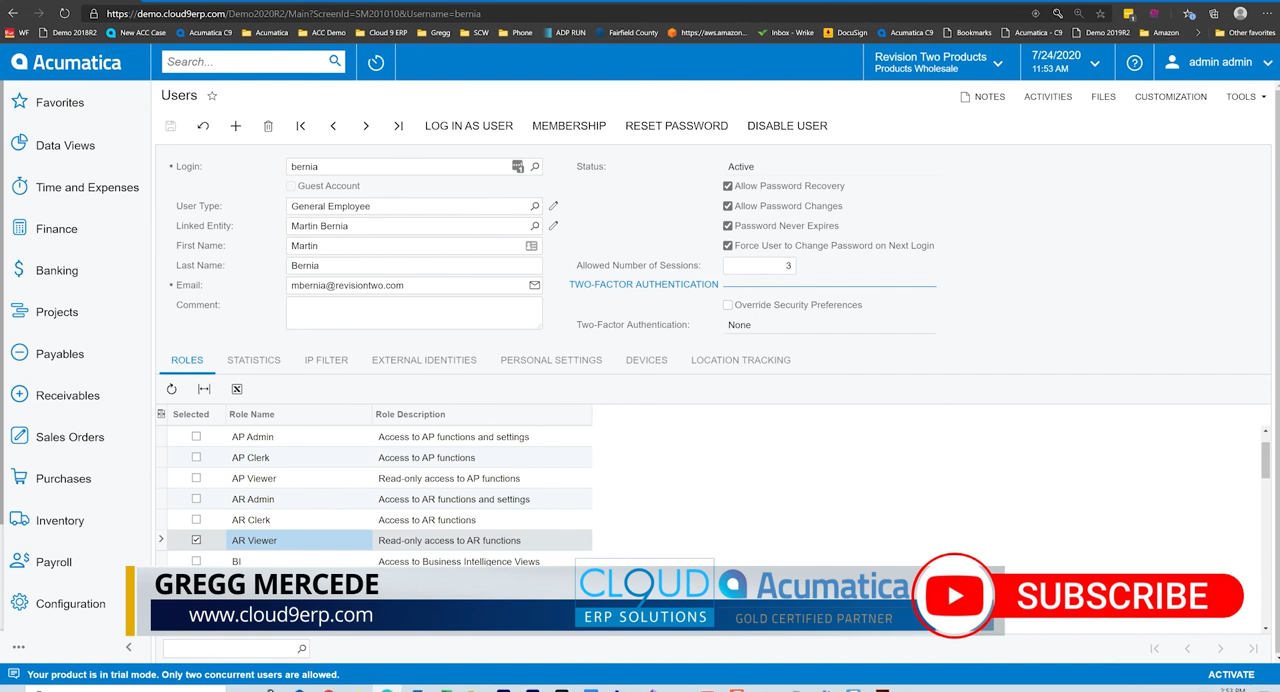 https://demo.cloud9erp.com/Demo2020R2/Main?ScreenId=SM201010&Username=bernia
WF Demo 2018R2 New ACC Case Acumatica C9 Acumatica ACC Demo Cloud 9 ERP Gregg SCW Phone ADP RUN Fairfield County https://aws.amazon... Inbox - Wrike DocuSign Acumatica C9 Bookmarks Acumatica - C9 Demo 2019R2 Amazon Other favorites
Acumatica Search... Revision Two Products Products Wholesale 7/24/2020 11:53 AM admin admin
Users NOTES ACTIVITIES FILES CUSTOMIZATION TOOLS
LOG IN AS USER MEMBERSHIP RESET PASSWORD DISABLE USER
Favorites
Data Views
Time and Expenses
Finance
Banking
Projects
Payables
Receivables
Sales Orders
Purchases
Inventory
Payroll
Configuration
* Login: bernia Status: Active
Guest Account Allow Password Recovery
User Type: General Employee Allow Password Changes
Linked Entity: Martin Bernia Password Never Expires
First Name: Martin Force User to Change Password on Next Login
Last Name: Bernia Allowed Number of Sessions: 3
* Email: mbernia@revisiontwo.com TWO-FACTOR AUTHENTICATION
Comment: Override Security Preferences
Two-Factor Authentication: None
ROLES STATISTICS IP FILTER EXTERNAL IDENTITIES PERSONAL SETTINGS DEVICES LOCATION TRACKING
Selected Role Name Role Description
AP Admin Access to AP functions and settings
AP Clerk Access to AP functions
AP Viewer Read-only access to AP functions
AR Admin Access to AR functions and settings
AR Clerk Access to AR functions
AR Viewer Read-only access to AR functions
BI Access to Business Intelligence Views
GREGG MERCEDE
www.cloud9erp.com
CLOUD9
ERP SOLUTIONS
Acumatica
GOLD CERTIFIED PARTNER
SUBSCRIBE
Your product is in trial mode. Only two concurrent users are allowed. ACTIVATE